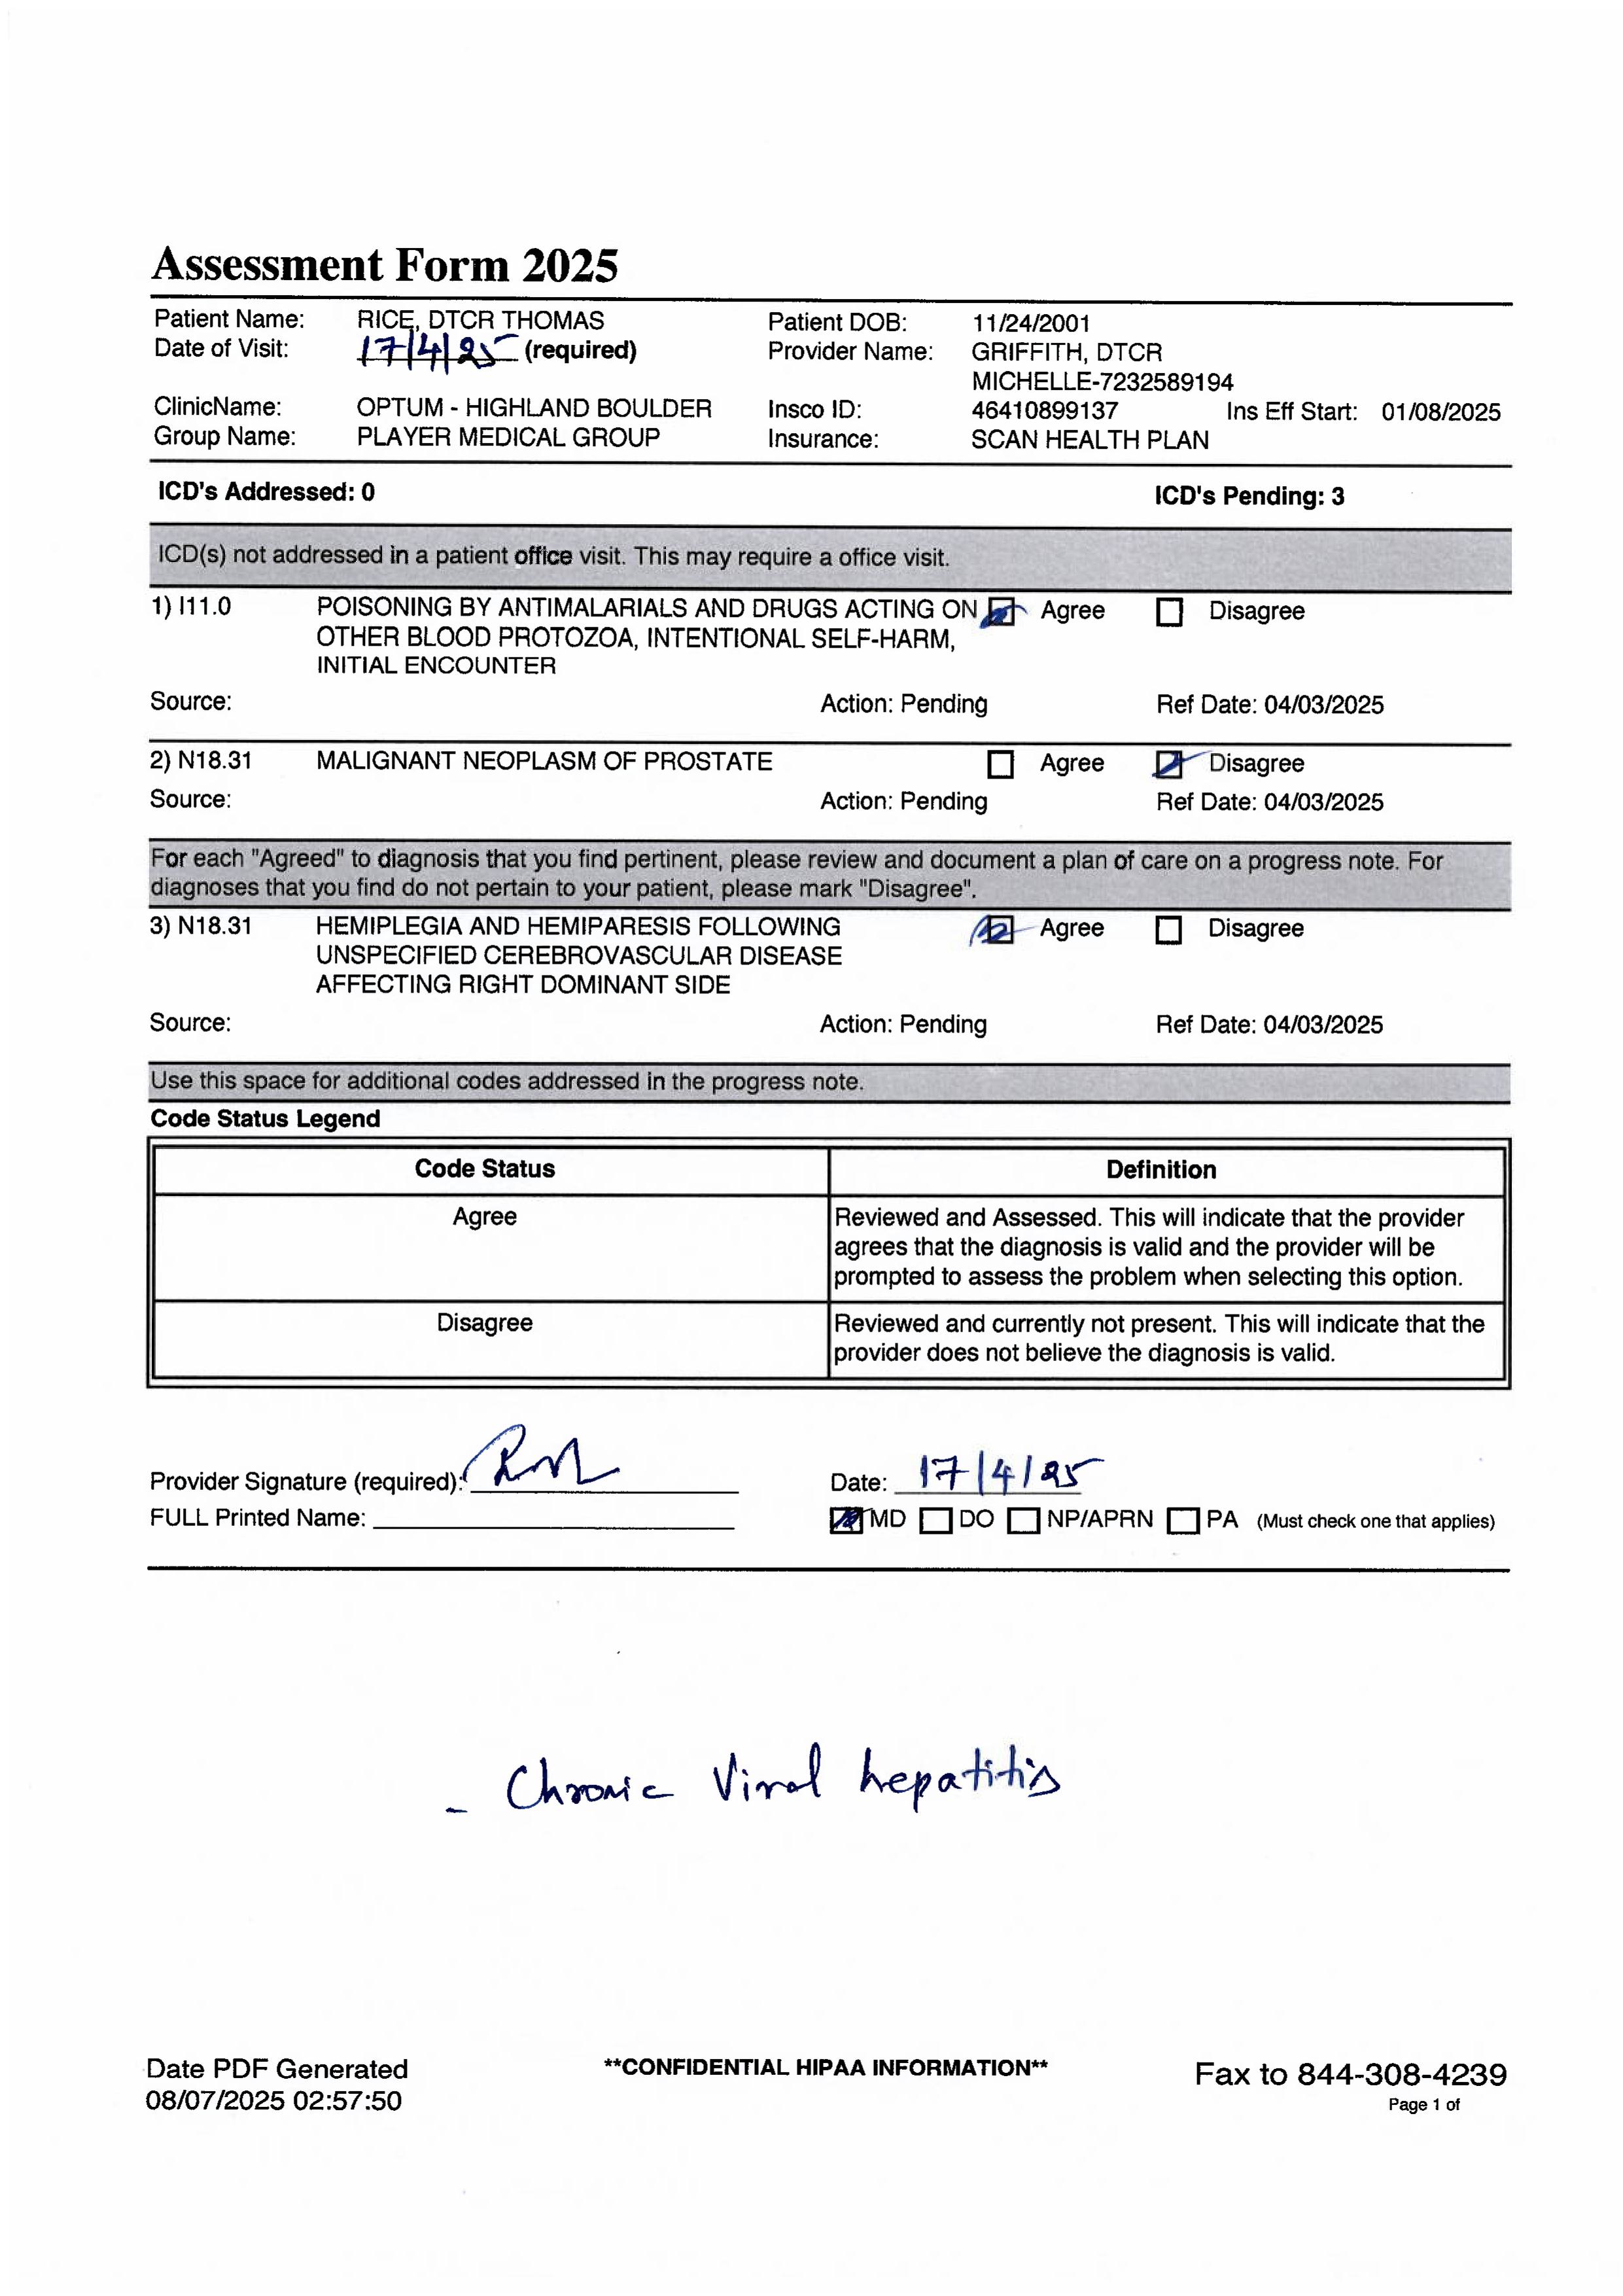 Assessment Form 2025
Patient Name: RICE, DTCR THOMAS Patient DOB: 11/24/2001
Date of Visit: 17/4/25 (required) Provider Name: GRIFFITH, DTCR
MICHELLE-7232589194
ClinicName: OPTUM - HIGHLAND BOULDER Insco ID: 46410899137 Ins Eff Start: 01/08/2025
Group Name: PLAYER MEDICAL GROUP Insurance: SCAN HEALTH PLAN
ICD's Addressed: 0 ICD's Pending: 3
ICD(s) not addressed in a patient office visit. This may require a office visit.
1) I11.0 POISONING BY ANTIMALARIALS AND DRUGS ACTING ON Agree Disagree
OTHER BLOOD PROTOZOA, INTENTIONAL SELF-HARM,
INITIAL ENCOUNTER
Source: Action: Pending Ref Date: 04/03/2025
2) N18.31 MALIGNANT NEOPLASM OF PROSTATE Agree Disagree
Source: Action: Pending Ref Date: 04/03/2025
For each "Agreed" to diagnosis that you find pertinent, please review and document a plan of care on a progress note. For
diagnoses that you find do not pertain to your patient, please mark "Disagree".
3) N18.31 HEMIPLEGIA AND HEMIPARESIS FOLLOWING Agree Disagree
UNSPECIFIED CEREBROVASCULAR DISEASE
AFFECTING RIGHT DOMINANT SIDE
Source: Action: Pending Ref Date: 04/03/2025
Use this space for additional codes addressed in the progress note.
Code Status Legend
Code Status Definition
Agree Reviewed and Assessed. This will indicate that the provider
agrees that the diagnosis is valid and the provider will be
prompted to assess the problem when selecting this option.
Disagree Reviewed and currently not present. This will indicate that the
provider does not believe the diagnosis is valid.
Provider Signature (required): Date: 17/4/25
FULL Printed Name: MD DO NP/APRN PA (Must check one that applies)
- Chronic Viral hepatitis
Date PDF Generated **CONFIDENTIAL HIPAA INFORMATION** Fax to 844-308-4239
08/07/2025 02:57:50 Page 1 of